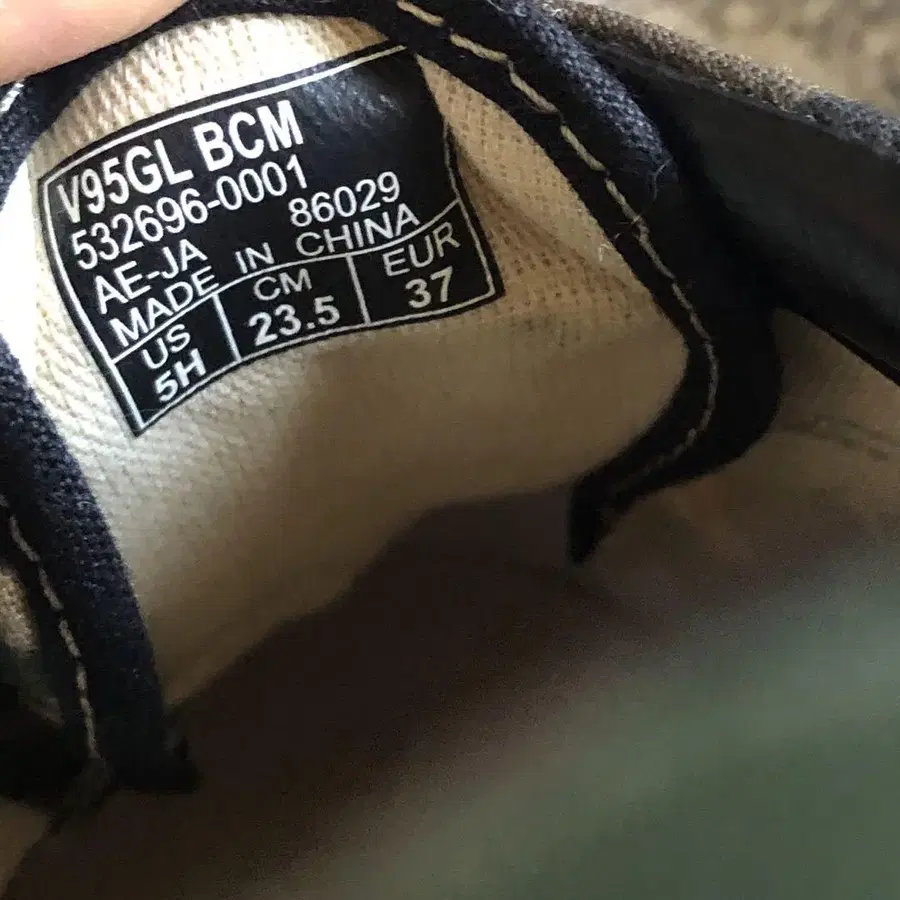 V95GL BCM
532696-0001
AE-JA 86029
MADE IN CHINA
US CM EUR
5H 23.5 37